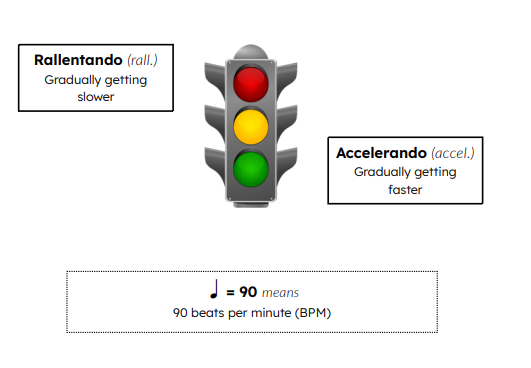 Rallentando (rall.)
Gradually getting
slower
Accelerando (accel.)
Gradually getting
faster
♩ = 90 means
90 beats per minute (BPM)